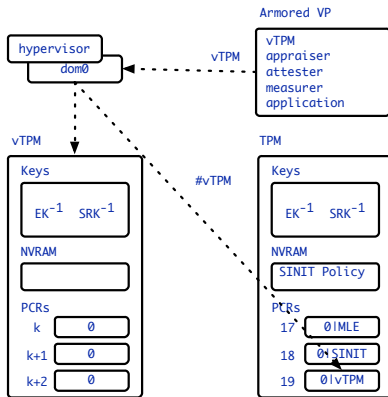 Armored VP
hypervisor
dom0
vTPM
vTPM
appraiser
attester
measurer
application
vTPM
Keys
EK⁻¹ SRK⁻¹
NVRAM
PCRs
k 0
k+1 0
k+2 0
#vTPM
TPM
Keys
EK⁻¹ SRK⁻¹
NVRAM
SINIT Policy
PCRs
17 0|MLE
18 0|SINIT
19 0|vTPM